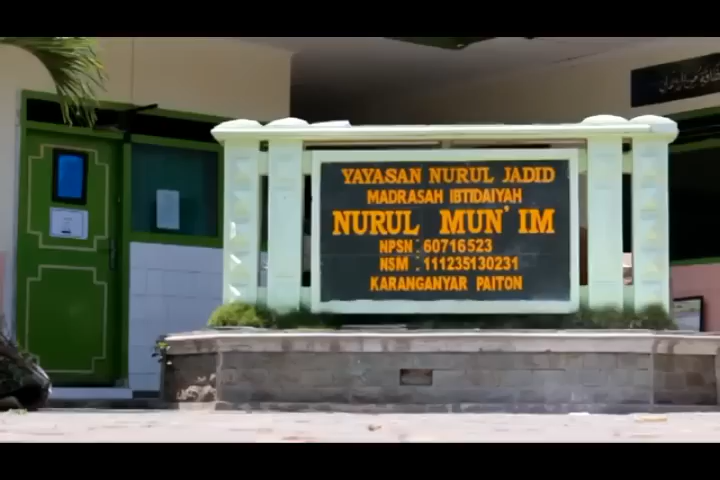 YAYASAN NURUL JADID
MADRASAH IBTIDAIYAH
NURUL MUN'IM
NPSN : 60716523
NSM : 111235130231
KARANGANYAR PAITON